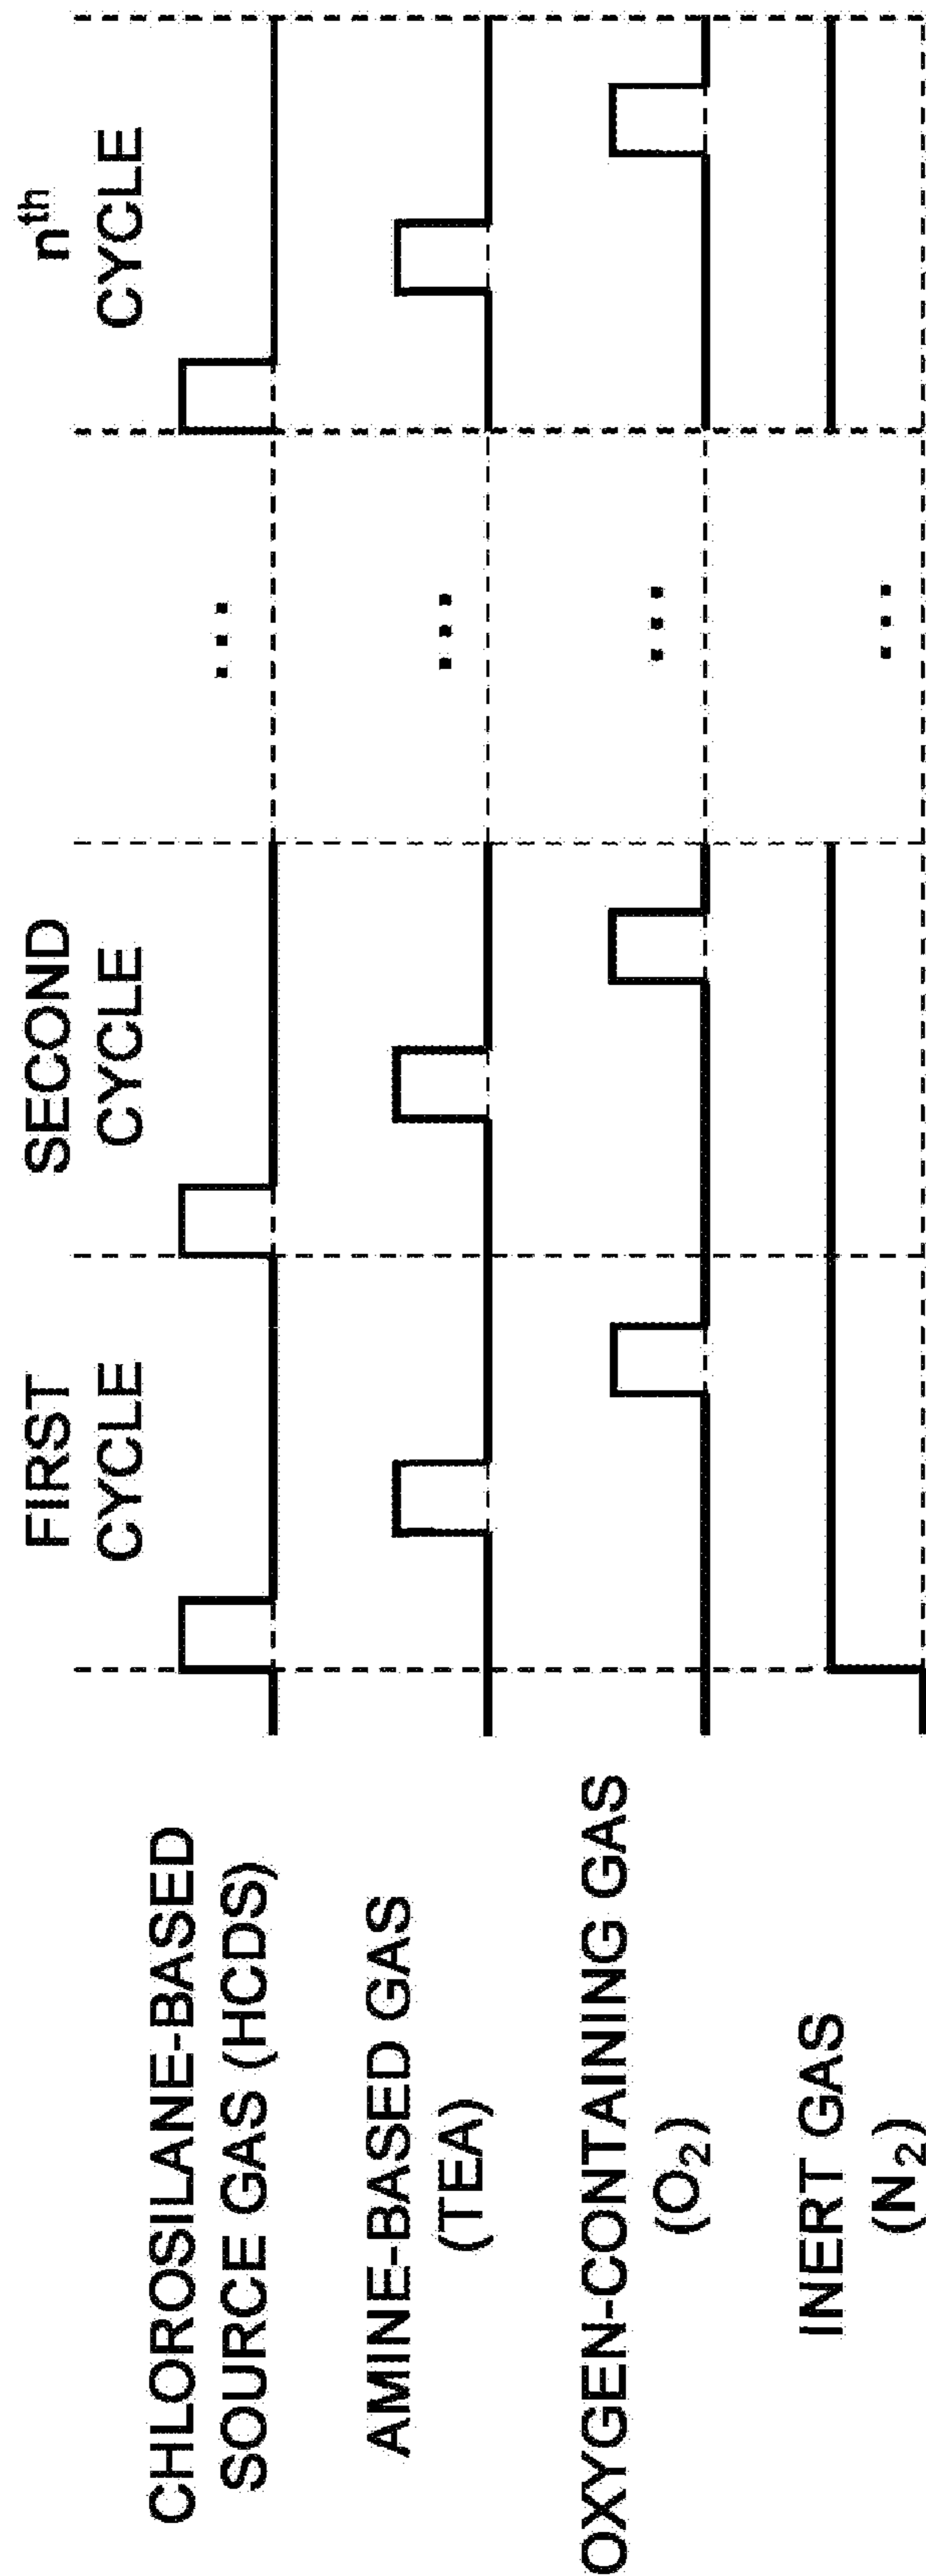 FIRST
CYCLE
SECOND
CYCLE
...
nth
CYCLE
CHLOROSILANE-BASED
SOURCE GAS (HCDS)
...
AMINE-BASED GAS
(TEA)
...
OXYGEN-CONTAINING GAS
(O₂)
...
INERT GAS
(N₂)